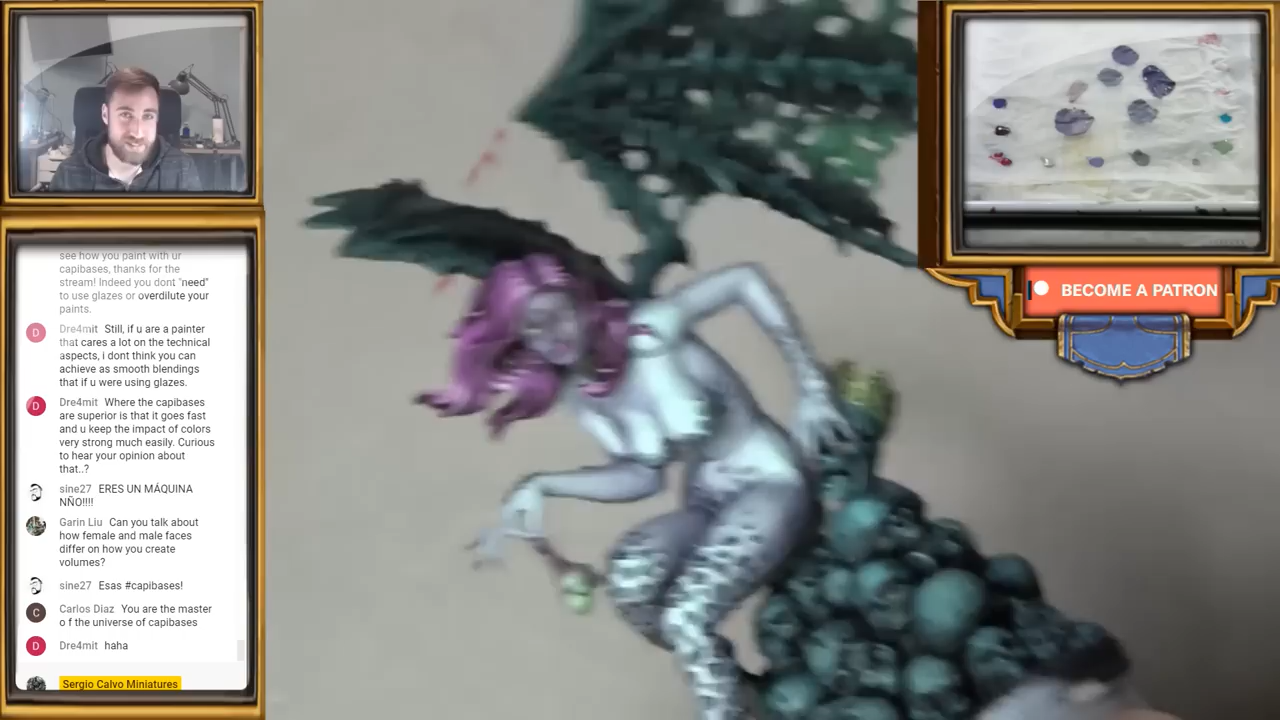 see how you paint with ur
capibases, thanks for the
stream! Indeed you dont "need"
to use glazes or overdilute your
paints.
Dre4mit Still, if u are a painter
that cares a lot on the technical
aspects, i dont think you can
achieve as smooth blendings
that if u were using glazes.
Dre4mit Where the capibases
are superior is that it goes fast
and u keep the impact of colors
very strong much easily. Curious
to hear your opinion about
that..?
sine27 ERES UN MÁQUINA
NÑO!!!!
Garin Liu Can you talk about
how female and male faces
differ on how you create
volumes?
sine27 Esas #capibases!
Carlos Diaz You are the master
o f the universe of capibases
Dre4mit haha
Sergio Calvo Miniatures
BECOME A PATRON